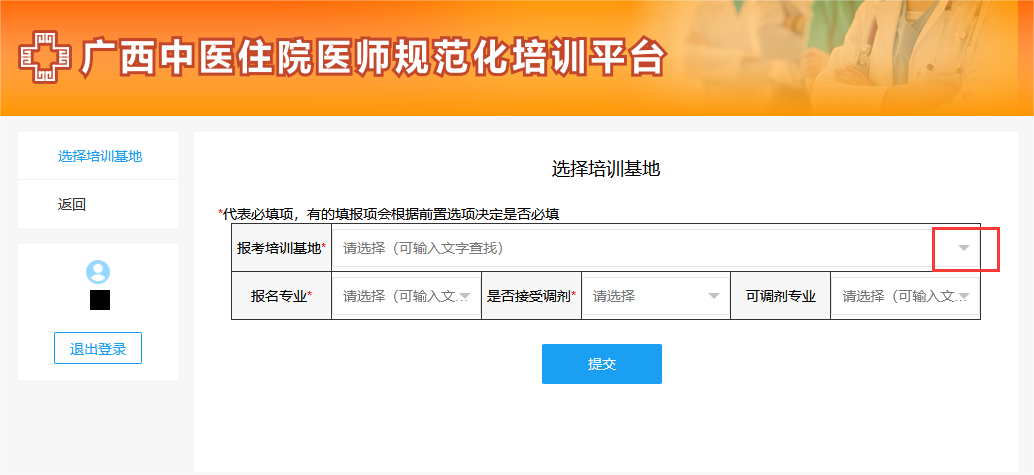 广西中医住院医师规范化培训平台
选择培训基地
返回
退出登录
选择培训基地
*代表必填项，有的填报项会根据前置选项决定是否必填
报考培训基地* 请选择（可输入文字查找）
报名专业* 请选择（可输入文... 是否接受调剂* 请选择 可调剂专业 请选择（可输入文...
提交